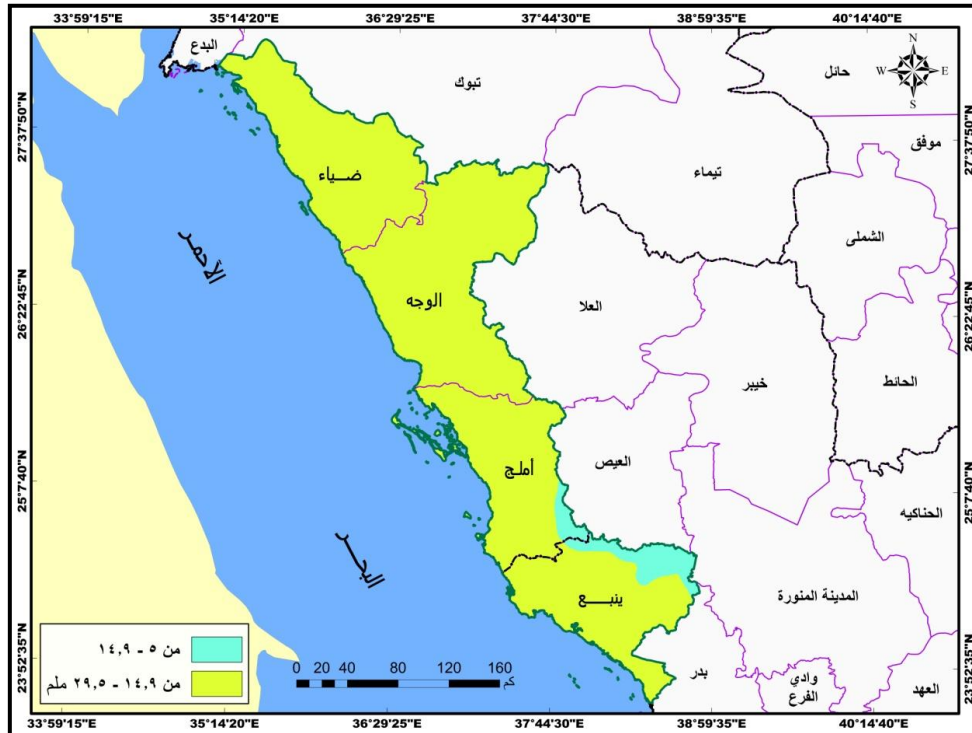 33°59'15"E 35°14'20"E 36°29'25"E 37°44'30"E 38°59'35"E 40°14'40"E
البدع
تبوك
حائل
N
W E
S
27°37'50"N
27°37'50"N
موفق
ضـــياء
تيماء
الشملى
الأحمر
26°22'45"N
26°22'45"N
الوجه
العلا
خيبر
الحائط
أملـج
العيص
25°7'40"N
25°7'40"N
الحناكيه
البحـــر
ينبـــــع
المدينة المنورة
بدر
وادي
الفرع
العهد
23°52'35"N
23°52'35"N
من ٥ - ١٤,٩
من ١٤,٩ - ٢٩,٥ ملم
0 20 40 80 120 160
كم
33°59'15"E 35°14'20"E 36°29'25"E 37°44'30"E 38°59'35"E 40°14'40"E